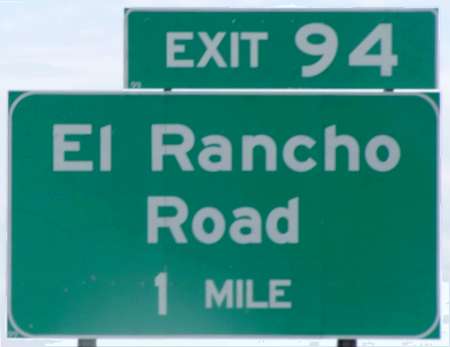 EXIT 94
El Rancho
Road
1 MILE